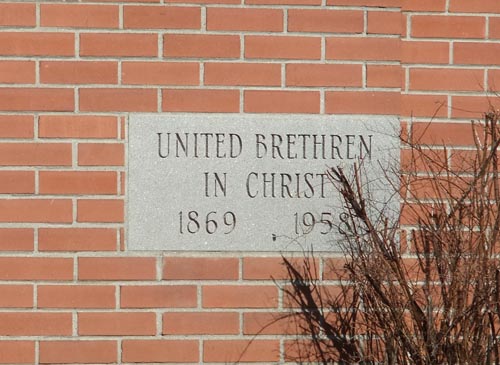 UNITED BRETHREN
IN CHRIST
1869 1958